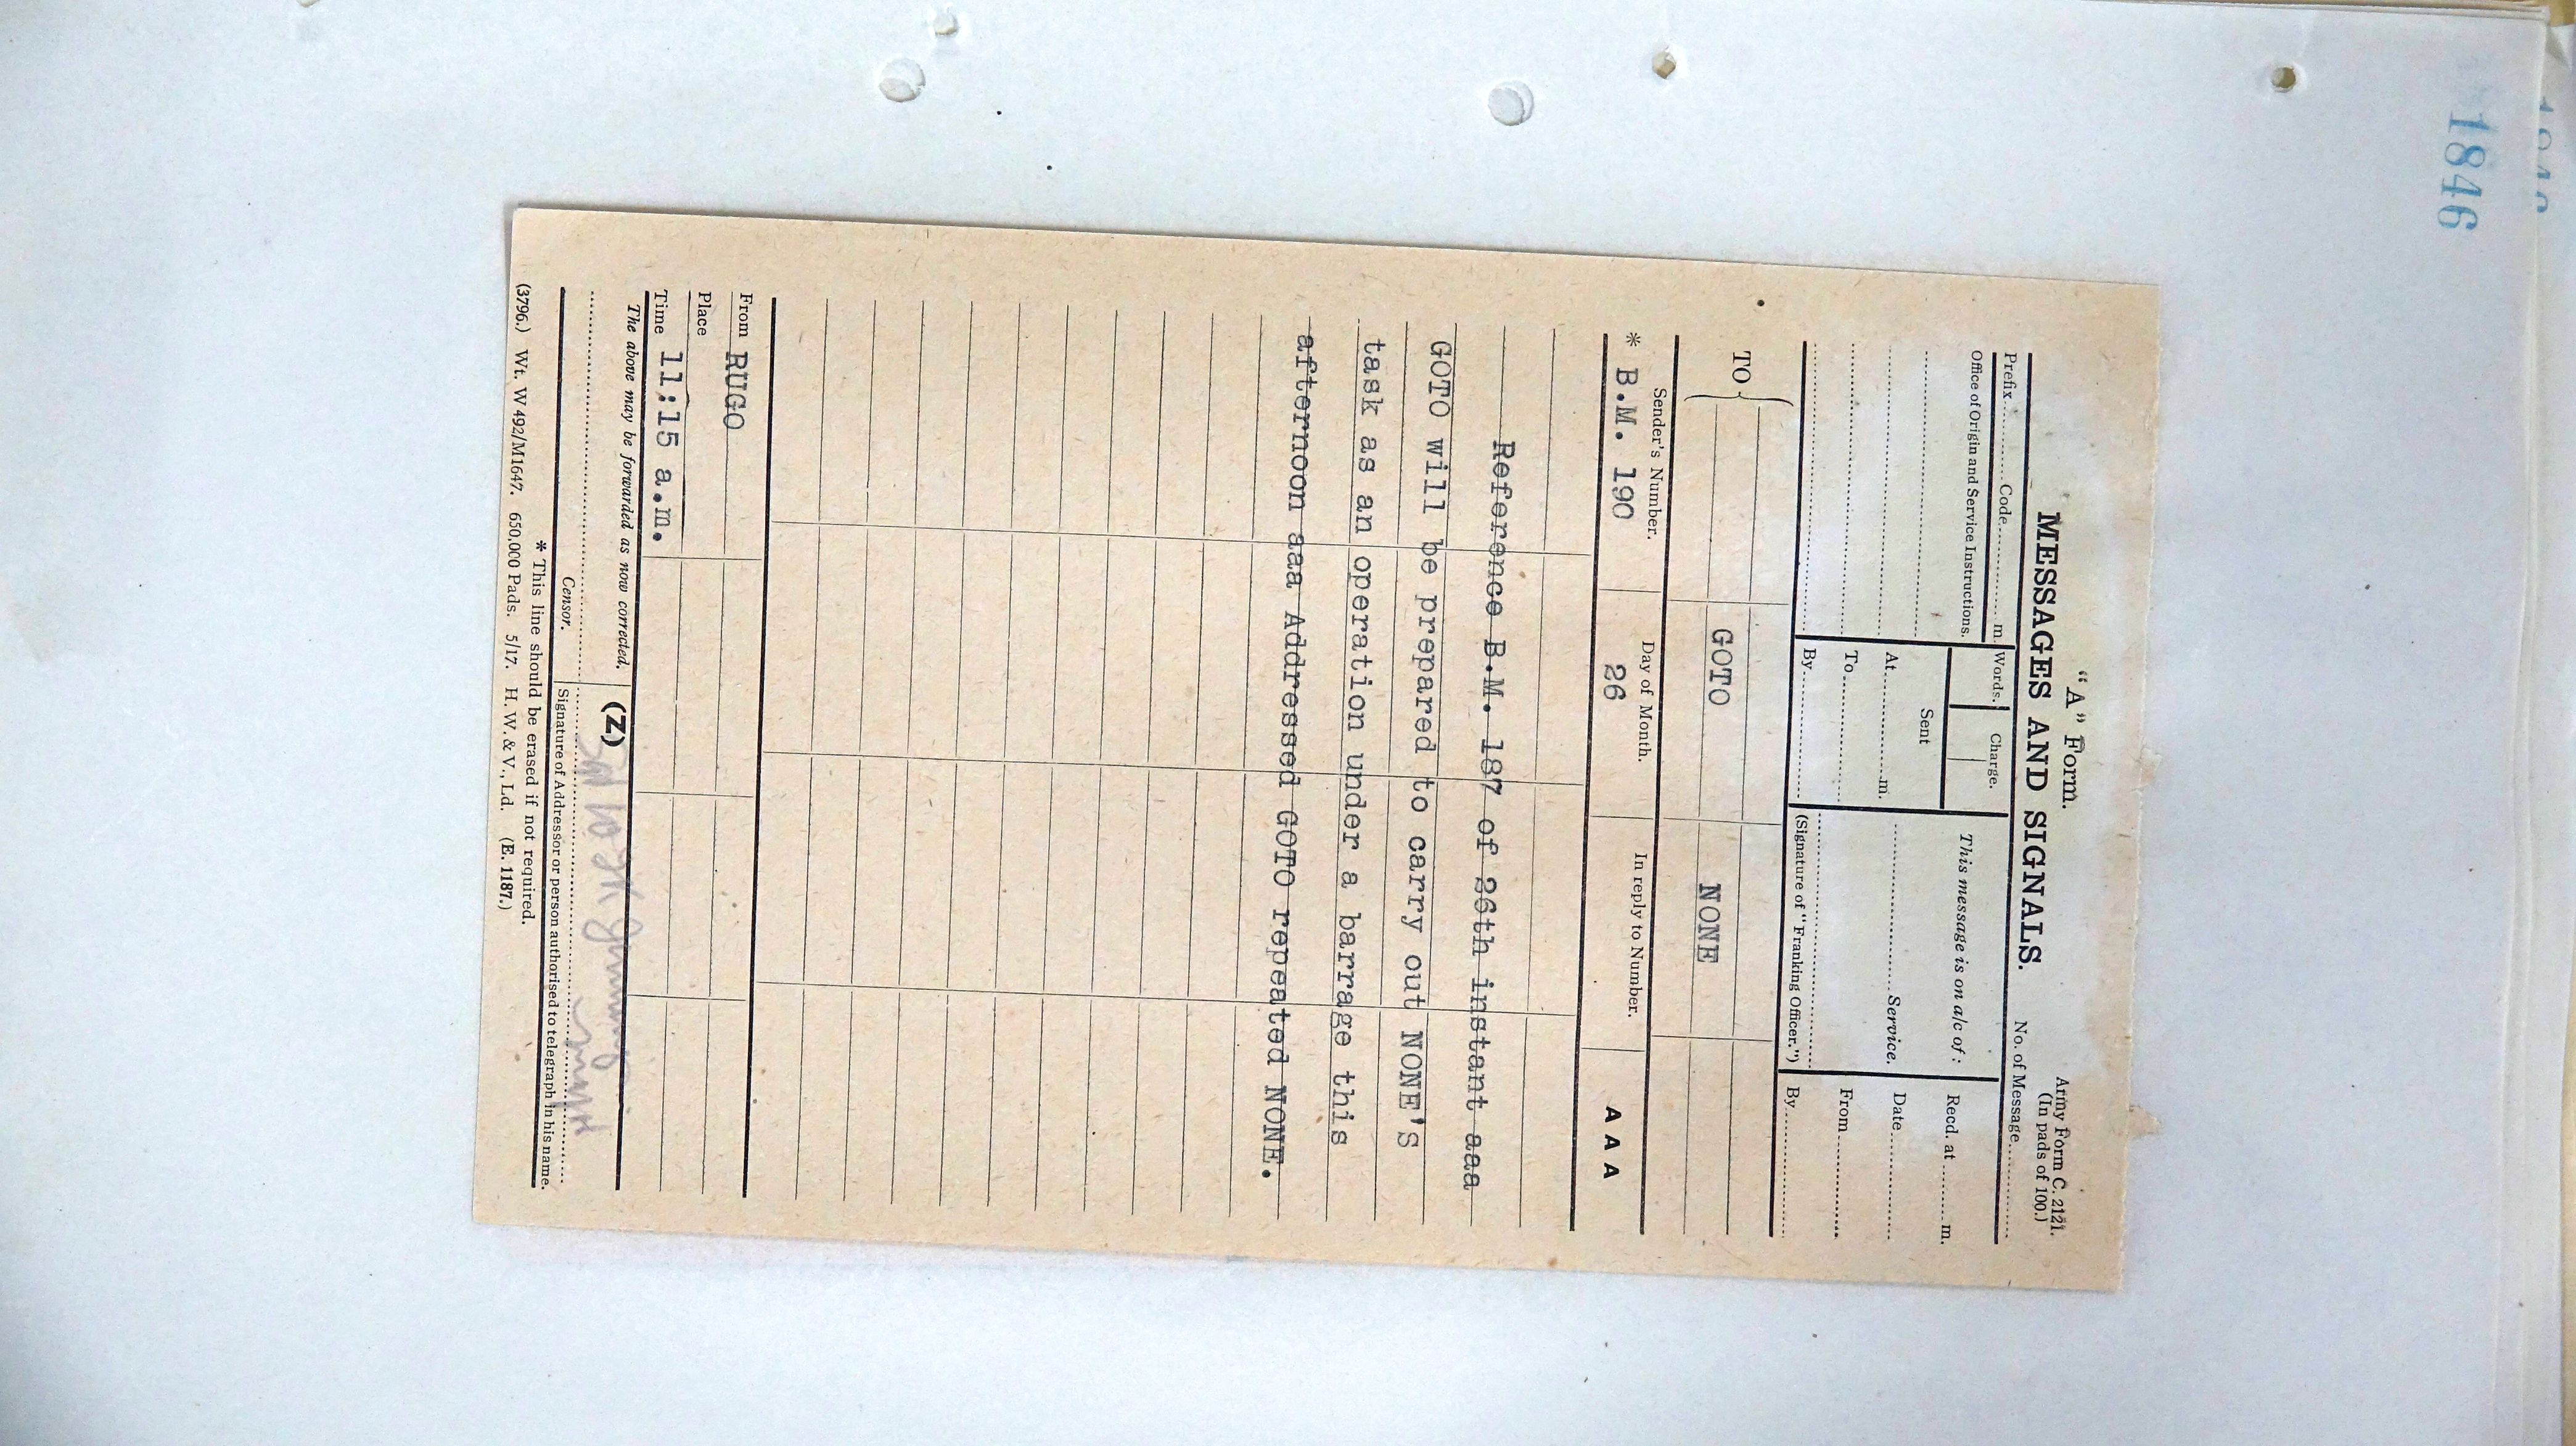 1846
"A" Form.
Army Form C. 2121.
(In pads of 100.)
MESSAGES AND SIGNALS.
No. of Message
Prefix Code m.
Words. Charge.
This message is on a/c of :
Recd. at m.
Office of Origin and Service Instructions.
Sent
Service.
Date
At m.
To
From
By
(Signature of "Franking Officer.")
By
TO
GOTO NONE
Sender's Number. Day of Month. In reply to Number.
* B.M. 190 26 A A A
Reference B.M. 187 of 26th instant aaa
GOTO will be prepared to carry out NONE'S
task as an operation under a barrage this
afternoon aaa Addressed GOTO repeated NONE.
From RUGO
Place
Time 11:15 a.m.
The above may be forwarded as now corrected. (Z)
Censor. Signature of Addressor or person authorised to telegraph in his name.
* This line should be erased if not required.
(3796.) Wt. W 492/M1647. 650,000 Pads. 5/17. H. W. & V., Ld. (E. 1187.)